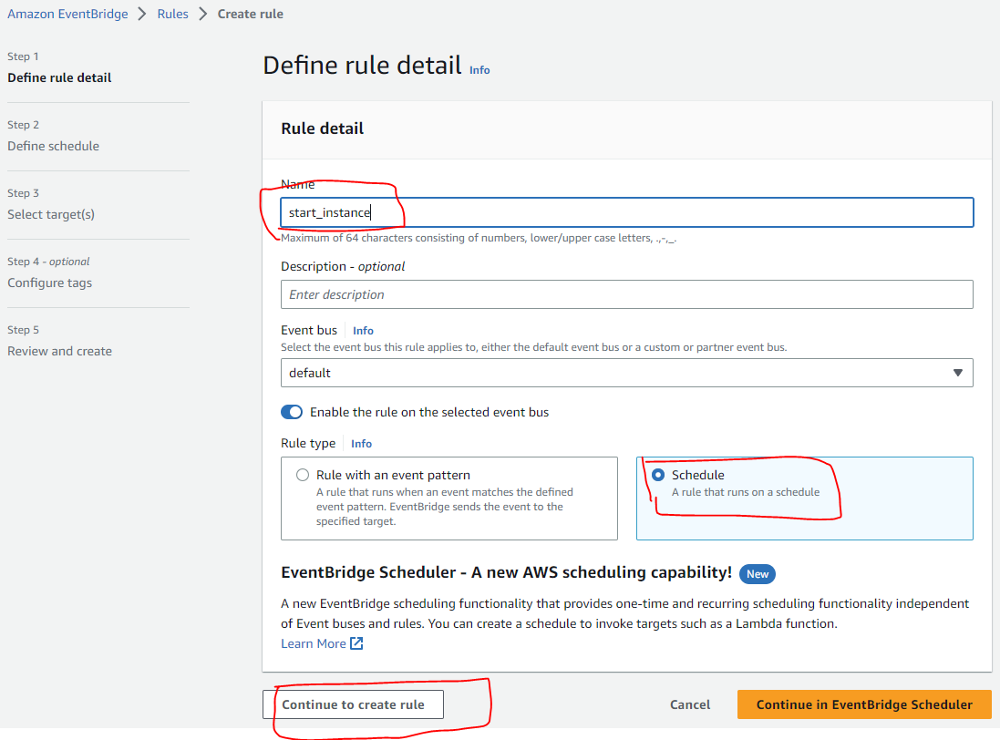 Amazon EventBridge > Rules > Create rule
Step 1
Define rule detail
Step 2
Define schedule
Step 3
Select target(s)
Step 4 - optional
Configure tags
Step 5
Review and create
Define rule detail Info
Rule detail
Name
start_instance
Maximum of 64 characters consisting of numbers, lower/upper case letters, .,-,_.
Description - optional
Enter description
Event bus Info
Select the event bus this rule applies to, either the default event bus or a custom or partner event bus.
default
Enable the rule on the selected event bus
Rule type Info
Rule with an event pattern
A rule that runs when an event matches the defined
event pattern. EventBridge sends the event to the
specified target.
Schedule
A rule that runs on a schedule
EventBridge Scheduler - A new AWS scheduling capability! New
A new EventBridge scheduling functionality that provides one-time and recurring scheduling functionality independent
of Event buses and rules. You can create a schedule to invoke targets such as a Lambda function.
Learn More
Continue to create rule
Cancel
Continue in EventBridge Scheduler